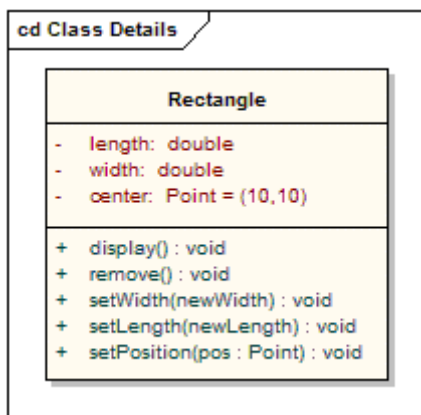 cd Class Details
Rectangle
- length: double
- width: double
- center: Point = (10,10)
+ display() : void
+ remove() : void
+ setWidth(newWidth) : void
+ setLength(newLength) : void
+ setPosition(pos : Point) : void